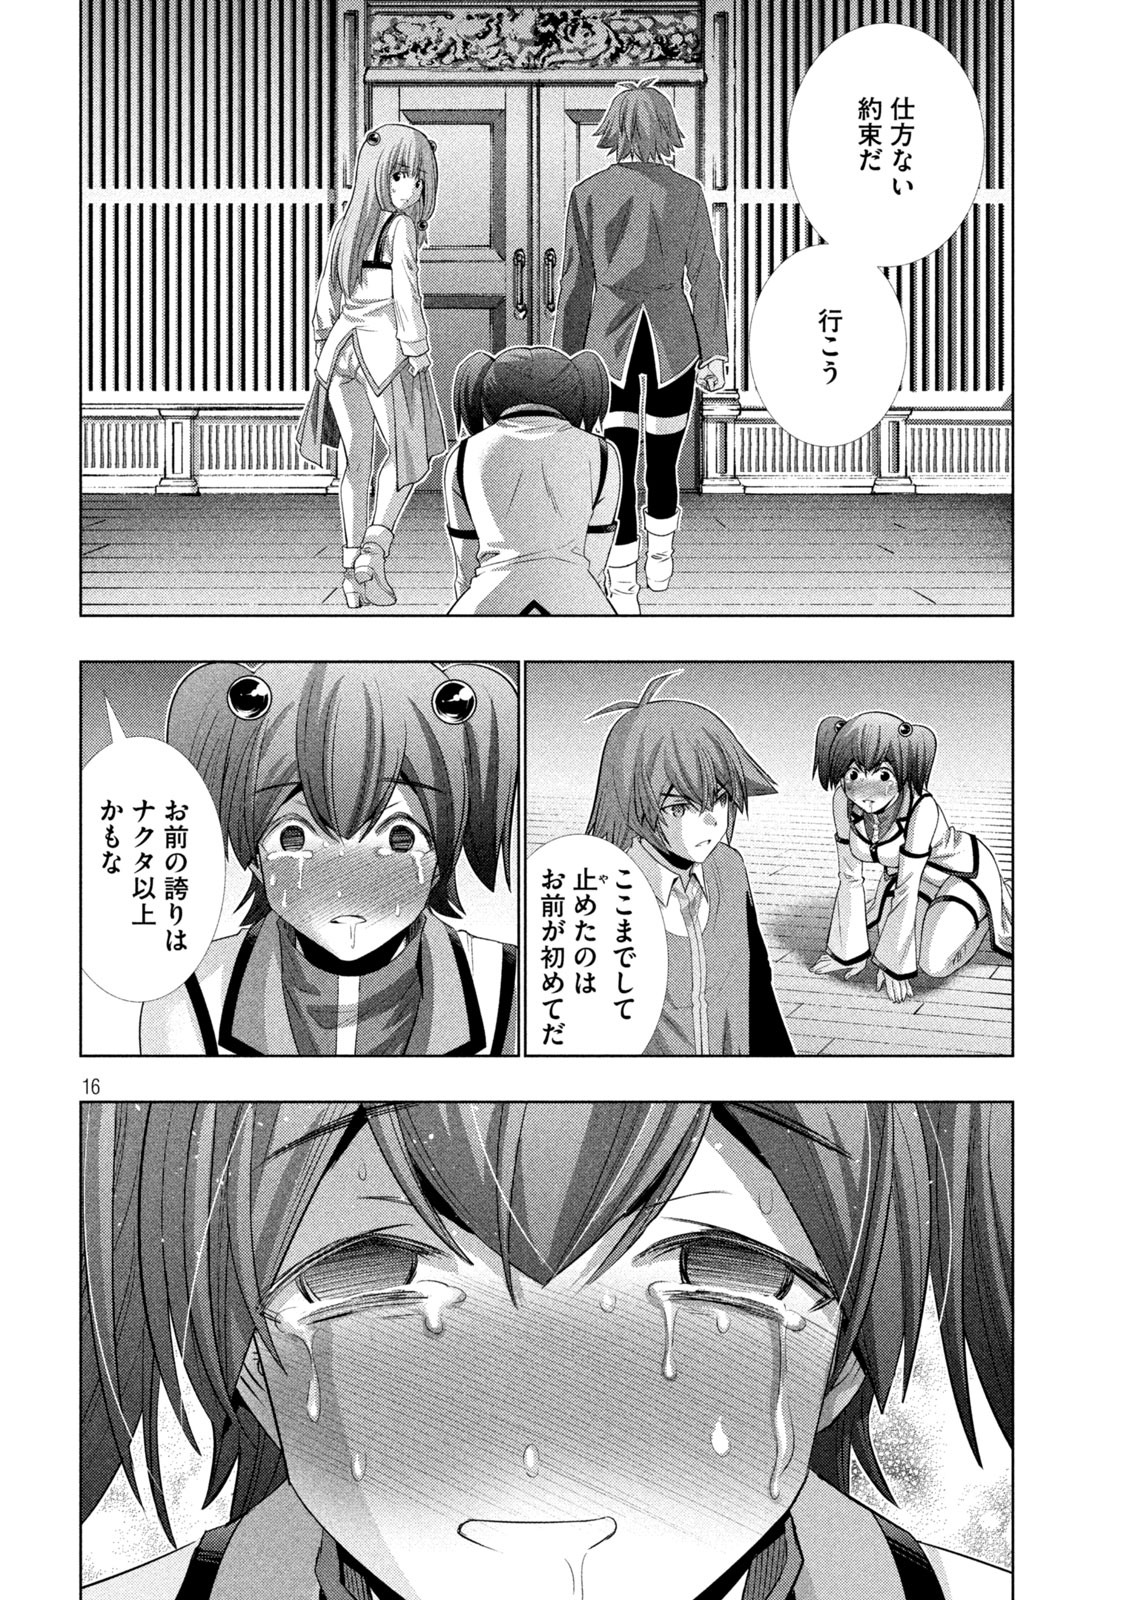 仕方ない
約束だ
行こう
ここまでして
止めたのは
や
お前が初めてだ
お前の誇りは
ナクタ以上
かもな
16